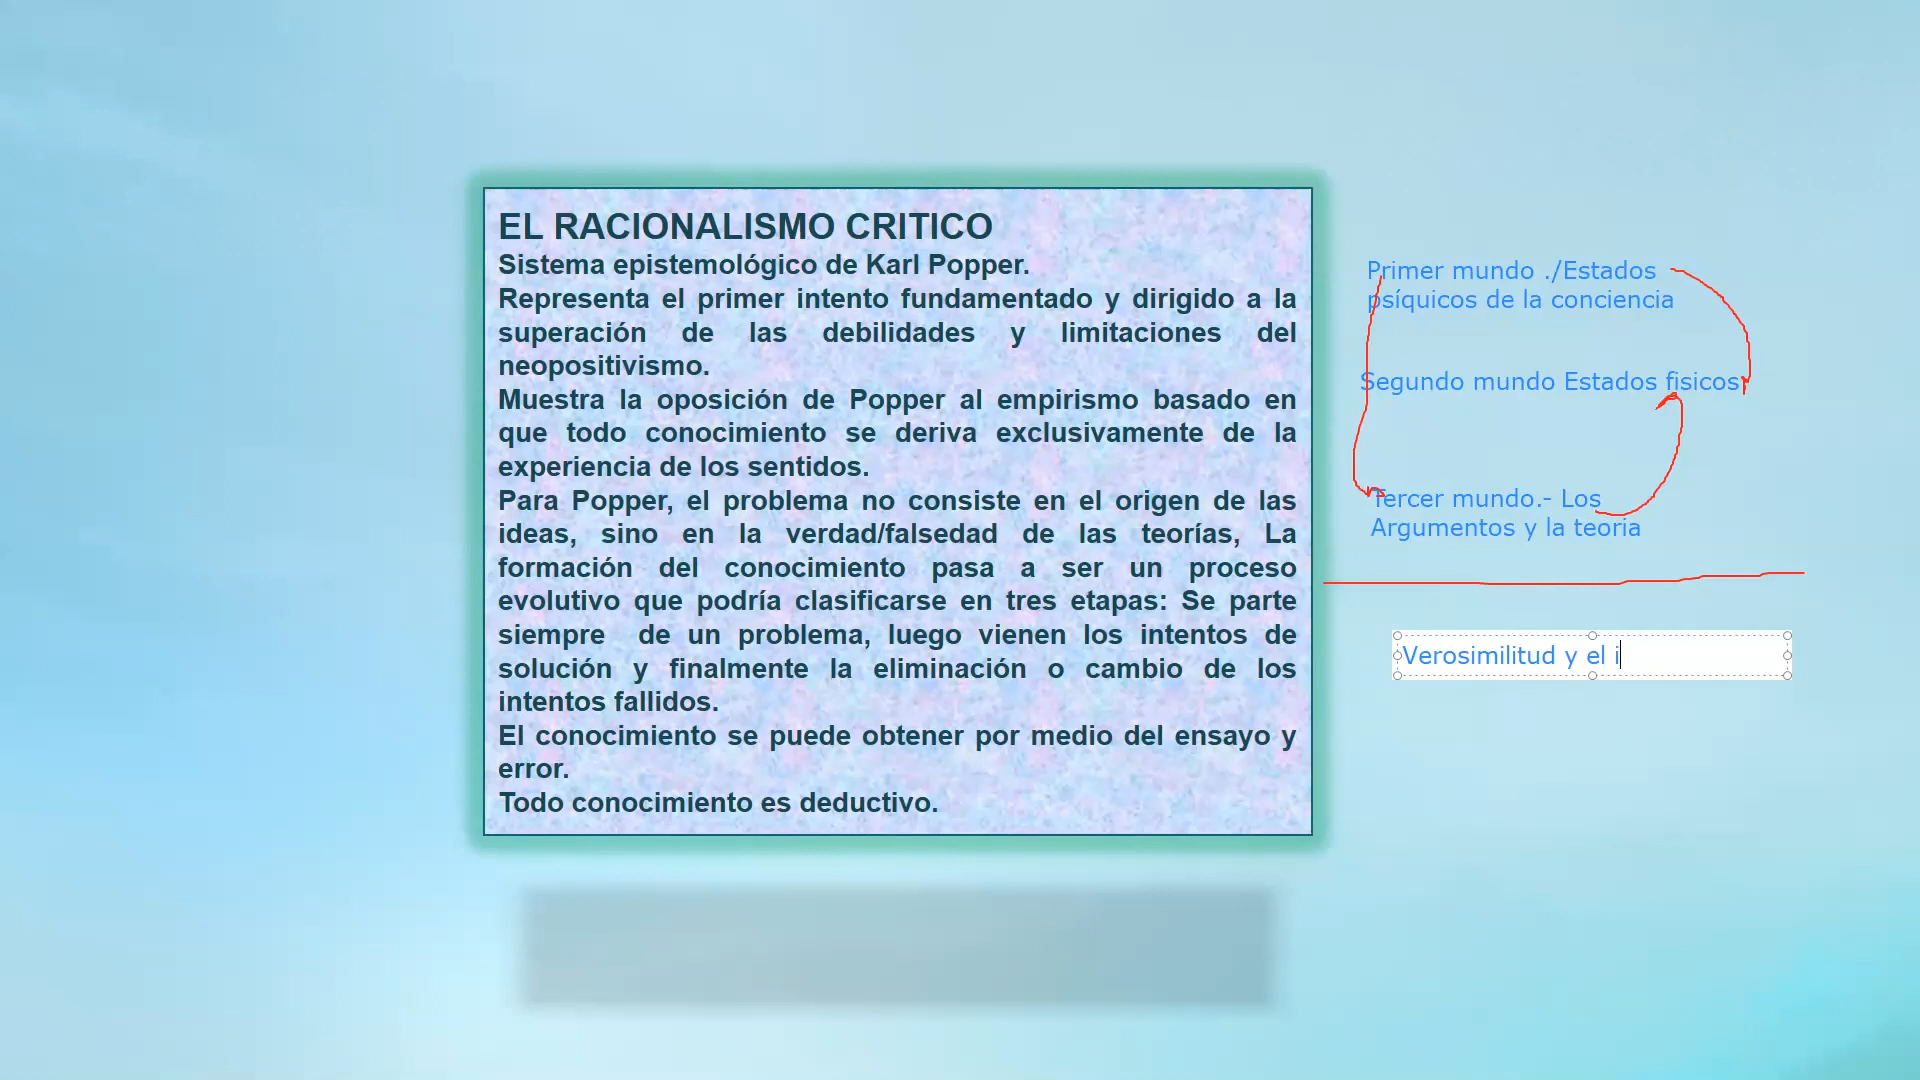 EL RACIONALISMO CRITICO
Sistema epistemológico de Karl Popper.
Representa el primer intento fundamentado y dirigido a la
superación de las debilidades y limitaciones del
neopositivismo.
Muestra la oposición de Popper al empirismo basado en
que todo conocimiento se deriva exclusivamente de la
experiencia de los sentidos.
Para Popper, el problema no consiste en el origen de las
ideas, sino en la verdad/falsedad de las teorías, La
formación del conocimiento pasa a ser un proceso
evolutivo que podría clasificarse en tres etapas: Se parte
siempre de un problema, luego vienen los intentos de
solución y finalmente la eliminación o cambio de los
intentos fallidos.
El conocimiento se puede obtener por medio del ensayo y
error.
Todo conocimiento es deductivo.
Primer mundo ./Estados
psíquicos de la conciencia
Segundo mundo Estados fisicos
Tercer mundo.- Los
Argumentos y la teoria
Verosimilitud y el i